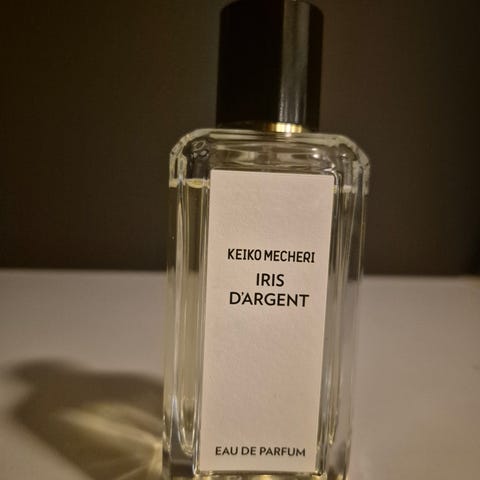 KEIKO MECHERI
IRIS
D'ARGENT
EAU DE PARFUM